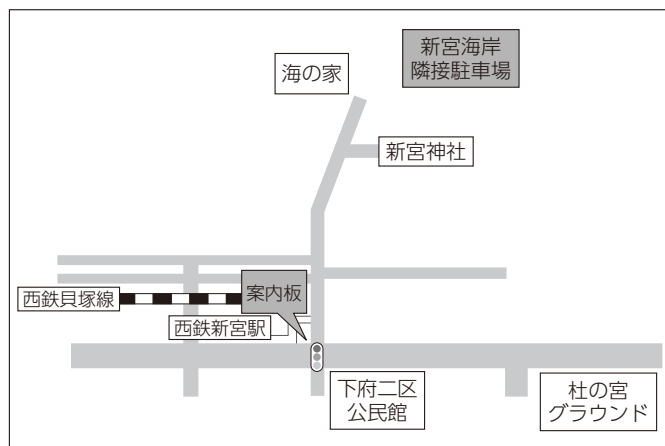 新宮海岸
隣接駐車場
海の家
新宮神社
西鉄貝塚線
案内板
西鉄新宮駅
下府二区
公民館
杜の宮
グラウンド